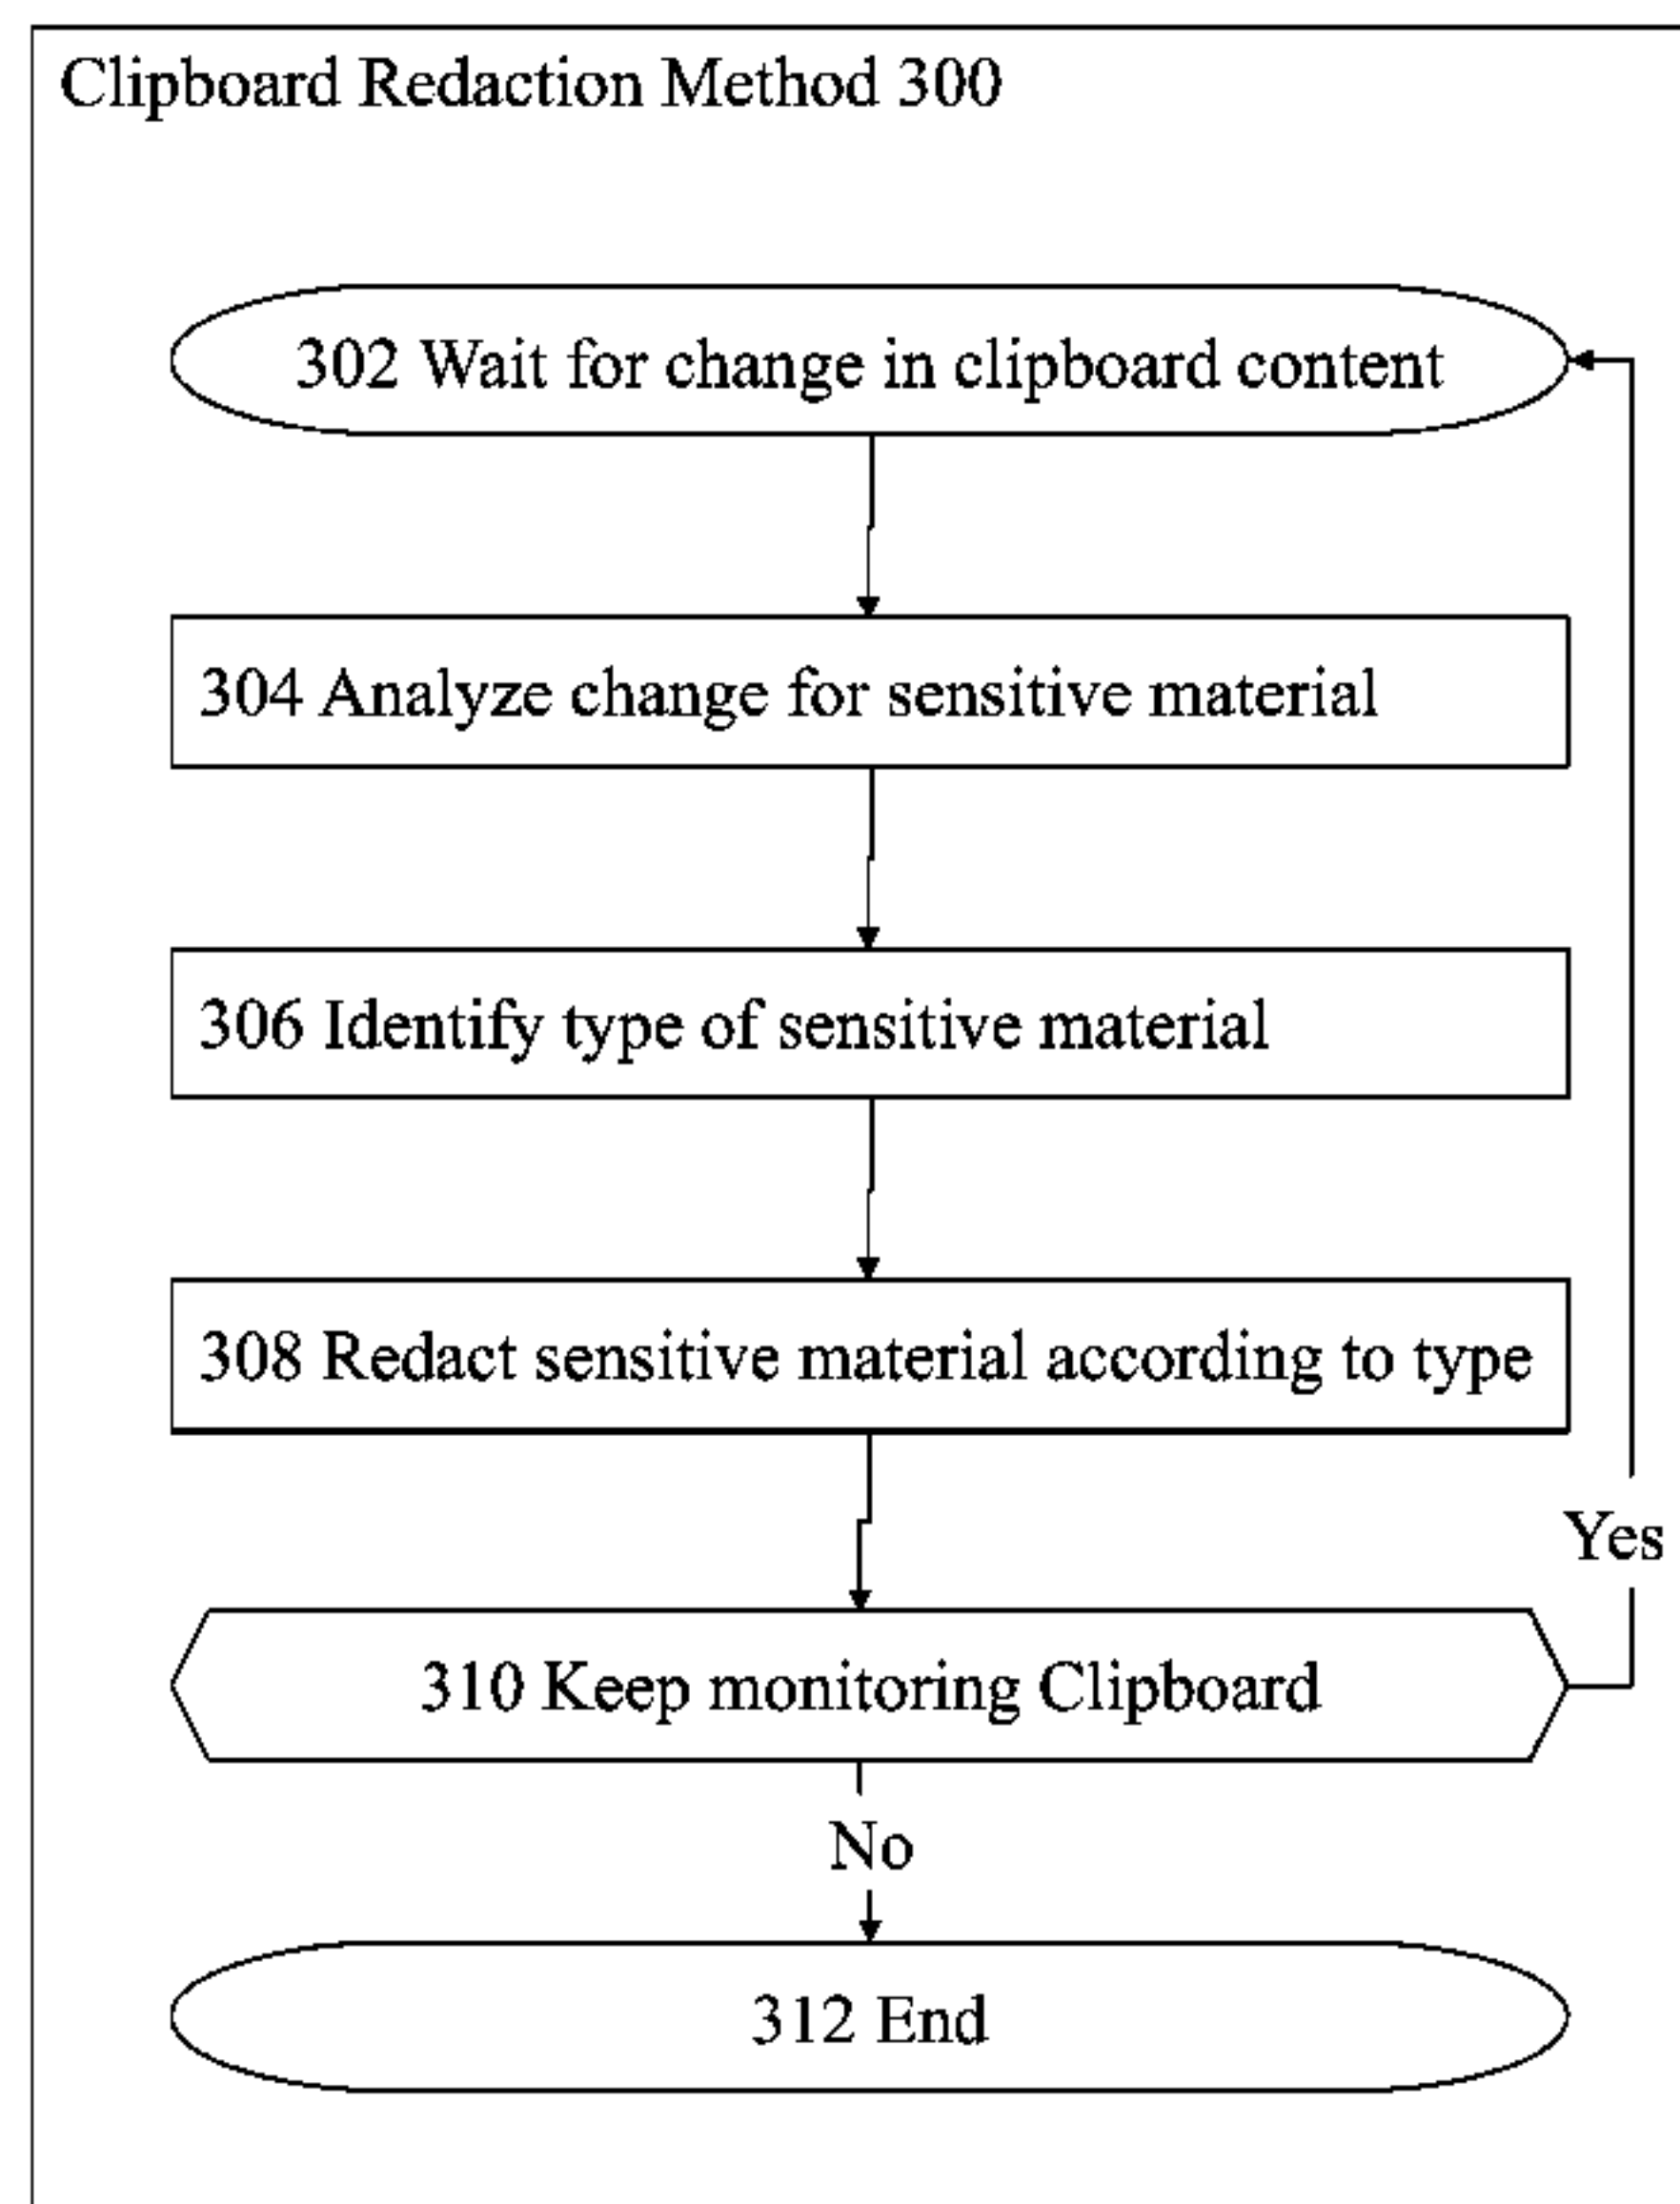 Clipboard Redaction Method 300
302 Wait for change in clipboard content
304 Analyze change for sensitive material
306 Identify type of sensitive material
308 Redact sensitive material according to type
Yes
310 Keep monitoring Clipboard
No
312 End